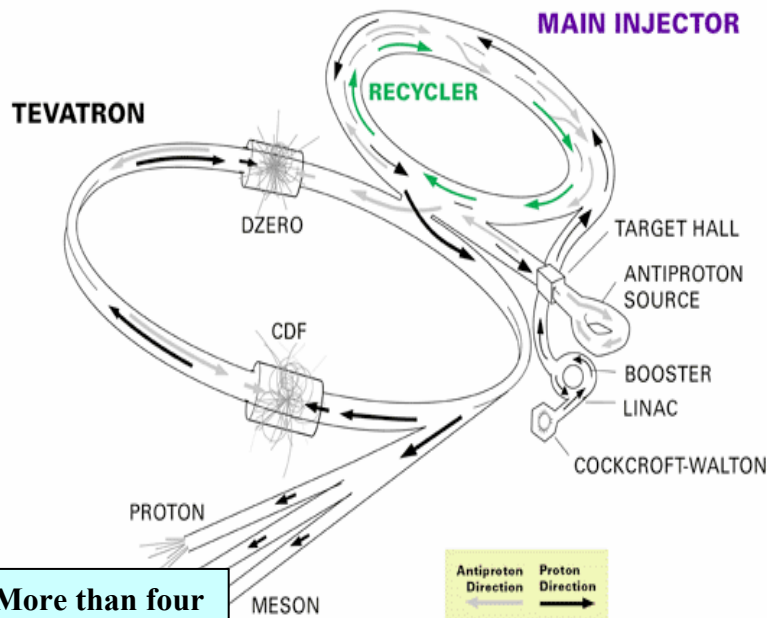 MAIN INJECTOR
RECYCLER
TEVATRON
DZERO
TARGET HALL
ANTIPROTON
SOURCE
CDF
BOOSTER
LINAC
COCKCROFT-WALTON
PROTON
MESON
More than four
Antiproton Proton
Direction Direction